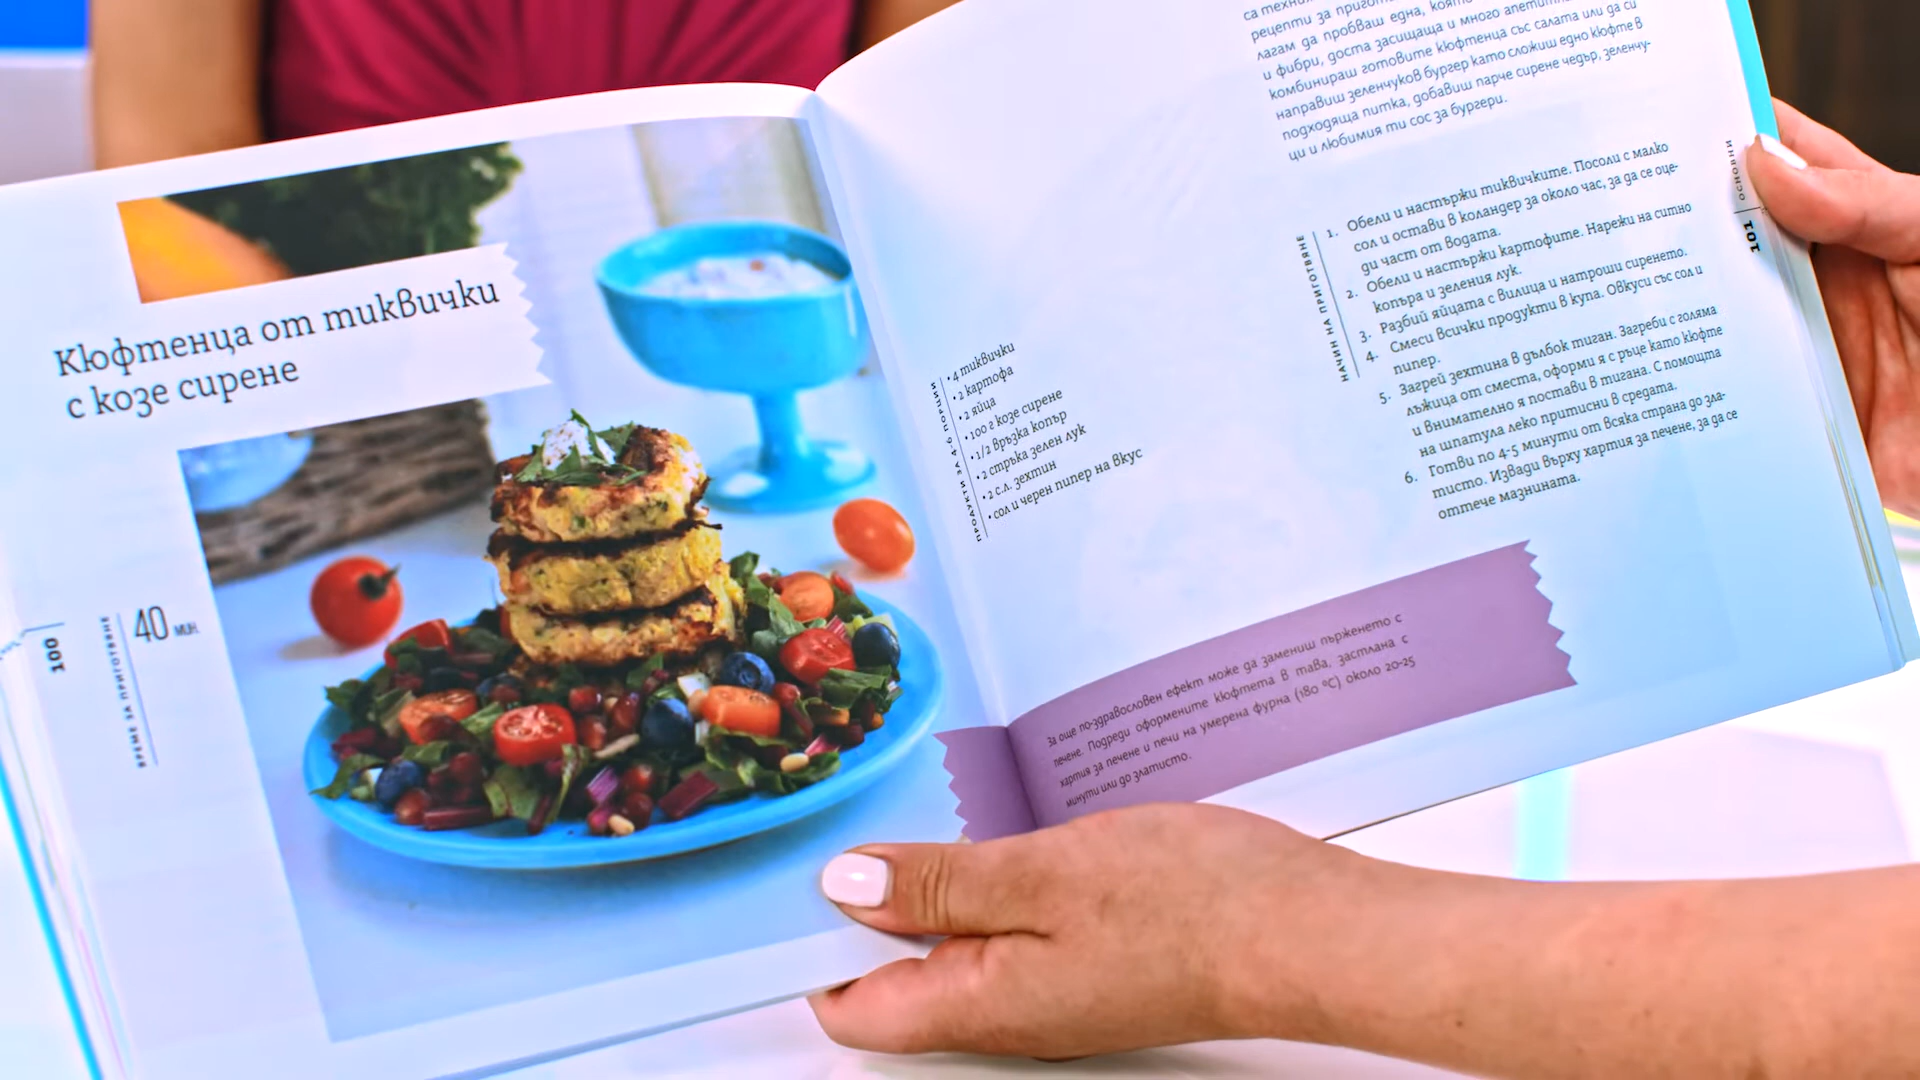 Кюфтенца от тиквички
с козе сирене
100
ВРЕМЕ ЗА ПРИГОТВЯНЕ
40 мин.
са техни
рецепти за приготв
лагам да пробваш една, коят
и фибри, доста засищаща и много апетитн
комбинираш готовите кюфтенца със салата или да си
направиш зеленчуков бургер като сложиш едно кюфте в
подходяща питка, добавиш парче сирене чедър, зеленчу-
ци и любимия ти сос за бургери.
ПРОДУКТИ ЗА 4-6 ПОРЦИИ
• 4 тиквички
• 2 картофа
• 2 яйца
• 100 г козе сирене
• 1/2 връзка копър
• 2 стръка зелен лук
• 2 с.л. зехтин
• сол и черен пипер на вкус
НАЧИН НА ПРИГОТВЯНЕ
1. Обели и настържи тиквичките. Посоли с малко
сол и остави в коландер за около час, за да се оце-
ди част от водата.
2. Обели и настържи картофите. Нарежи на ситно
копъра и зеления лук.
3. Разбий яйцата с вилица и натроши сиренето.
4. Смеси всички продукти в купа. Овкуси със сол и
пипер.
5. Загрей зехтина в дълбок тиган. Загреби с голяма
лъжица от сместа, оформи я с ръце като кюфте
и внимателно я постави в тигана. С помощта
на шпатула леко притисни в средата.
6. Готви по 4-5 минути от всяка страна до зла-
тисто. Извади върху хартия за печене, за да се
оттече мазнината.
За още по-здравословен ефект може да замениш пърженето с
печене. Подреди оформените кюфтета в тава, застлана с
хартия за печене и печи на умерена фурна (180 °C) около 20-25
минути или до златисто.
ОСНОВНИ
101